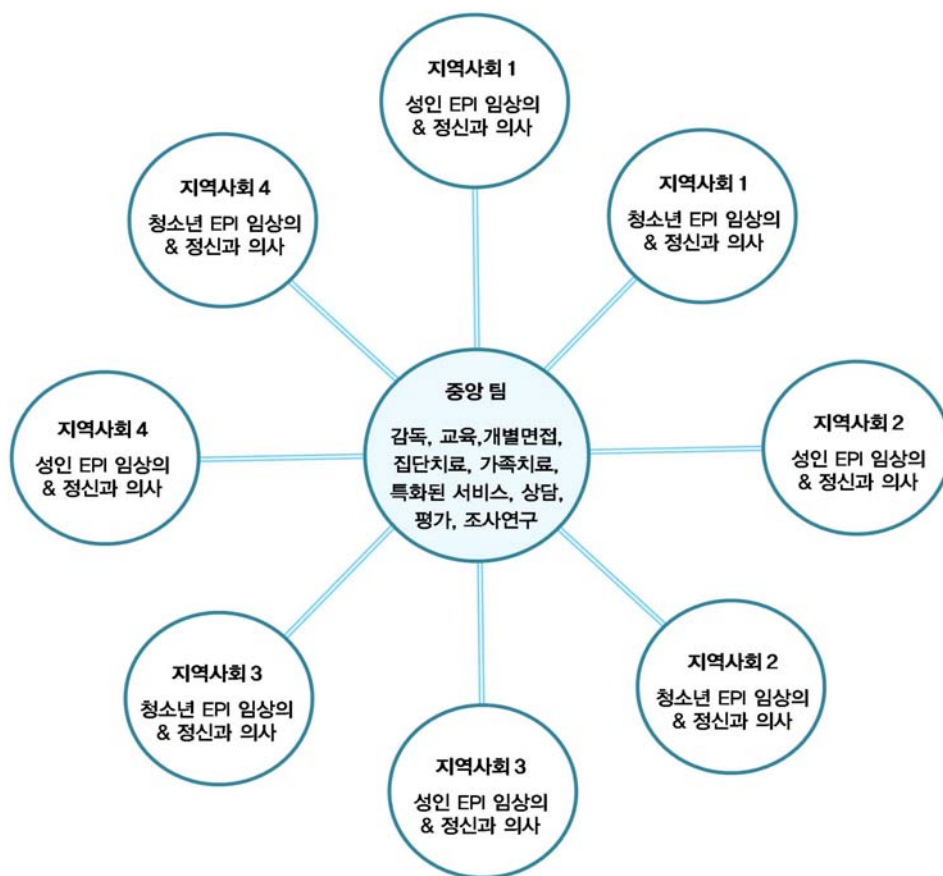 지역사회 1
성인 EPI 임상의
& 정신과 의사
지역사회 1
청소년 EPI 임상의
& 정신과 의사
지역사회 2
성인 EPI 임상의
& 정신과 의사
지역사회 2
청소년 EPI 임상의
& 정신과 의사
지역사회 3
성인 EPI 임상의
& 정신과 의사
지역사회 3
청소년 EPI 임상의
& 정신과 의사
지역사회 4
성인 EPI 임상의
& 정신과 의사
지역사회 4
청소년 EPI 임상의
& 정신과 의사
중앙 팀
감독, 교육,개별면접,
집단치료, 가족치료,
특화된 서비스, 상담,
평가, 조사연구